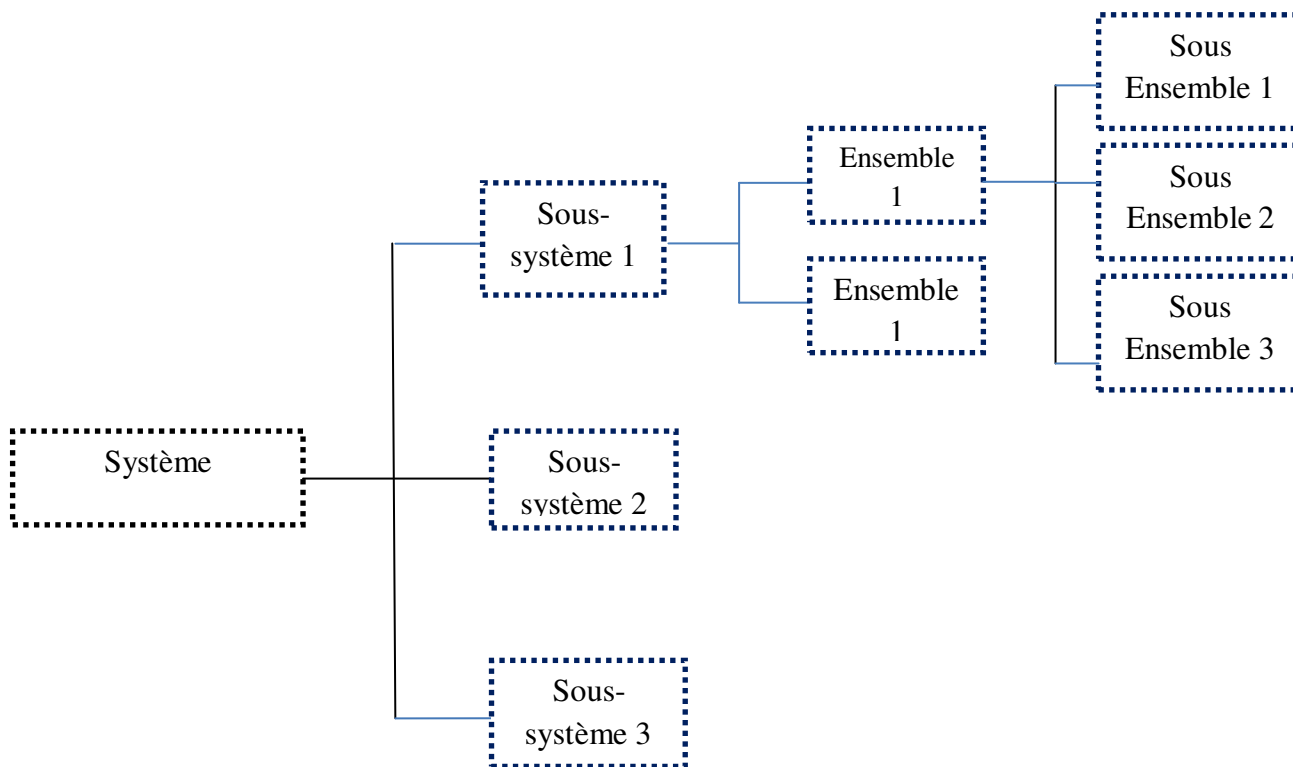 Sous
Ensemble 1
Ensemble
1
Sous
Ensemble 2
Sous-
système 1
Ensemble
1
Sous
Ensemble 3
Système
Sous-
système 2
Sous-
système 3